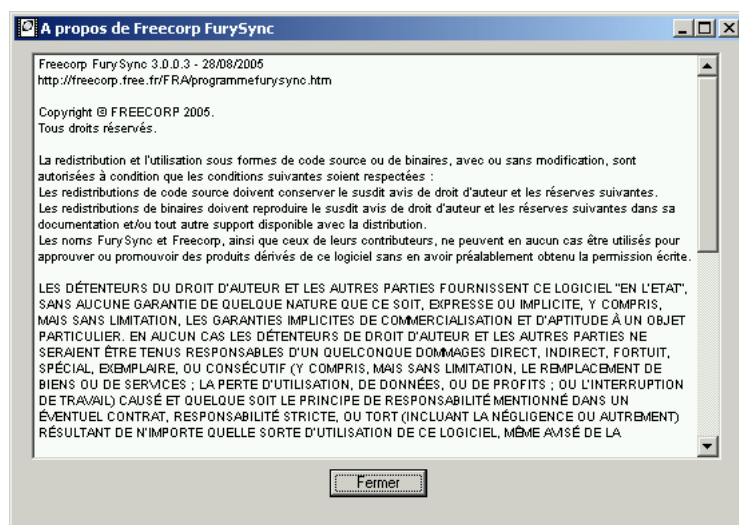 A propos de Freecorp FurySync
Freecorp FurySync 3.0.0.3 - 28/08/2005
http://freecorp.free.fr/FRA/programmefurysync.htm
Copyright © FREECORP 2005.
Tous droits réservés.
La redistribution et l'utilisation sous formes de code source ou de binaires, avec ou sans modification, sont
autorisées à condition que les conditions suivantes soient respectées :
Les redistributions de code source doivent conserver le susdit avis de droit d'auteur et les réserves suivantes.
Les redistributions de binaires doivent reproduire le susdit avis de droit d'auteur et les réserves suivantes dans sa
documentation et/ou tout autre support disponible avec la distribution.
Les noms FurySync et Freecorp, ainsi que ceux de leurs contributeurs, ne peuvent en aucun cas être utilisés pour
approuver ou promouvoir des produits dérivés de ce logiciel sans en avoir préalablement obtenu la permission écrite.
LES DÉTENTEURS DU DROIT D'AUTEUR ET LES AUTRES PARTIES FOURNISSENT CE LOGICIEL "EN L'ETAT",
SANS AUCUNE GARANTIE DE QUELQUE NATURE QUE CE SOIT, EXPRESSE OU IMPLICITE, Y COMPRIS,
MAIS SANS LIMITATION, LES GARANTIES IMPLICITES DE COMMERCIALISATION ET D'APTITUDE À UN OBJET
PARTICULIER. EN AUCUN CAS LES DÉTENTEURS DE DROIT D'AUTEUR ET LES AUTRES PARTIES NE
SERAIENT ÊTRE TENUS RESPONSABLES D'UN QUELCONQUE DOMMAGES DIRECT, INDIRECT, FORTUIT,
SPÉCIAL, EXEMPLAIRE, OU CONSÉCUTIF (Y COMPRIS, MAIS SANS LIMITATION, LE REMPLACEMENT DE
BIENS OU DE SERVICES ; LA PERTE D'UTILISATION, DE DONNÉES, OU DE PROFITS ; OU L'INTERRUPTION
DE TRAVAIL) CAUSÉ ET QUELQUE SOIT LE PRINCIPE DE RESPONSABILITÉ MENTIONNÉ DANS UN
ÉVENTUEL CONTRAT, RESPONSABILITÉ STRICTE, OU TORT (INCLUANT LA NÉGLIGENCE OU AUTREMENT)
RÉSULTANT DE N'IMPORTE QUELLE SORTE D'UTILISATION DE CE LOGICIEL, MÊME AVISÉ DE LA
Fermer